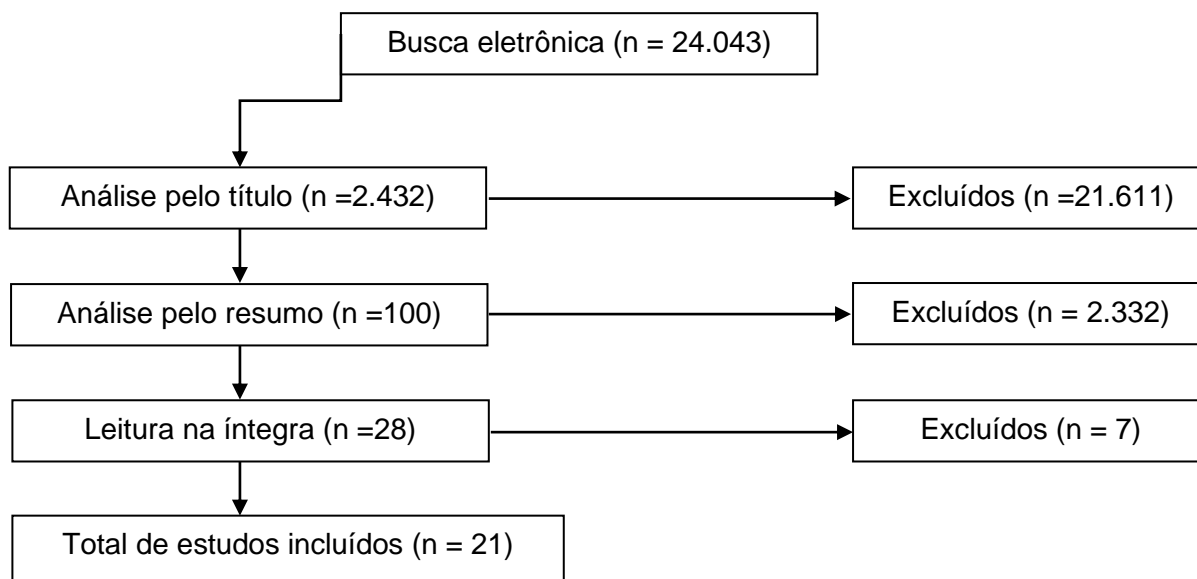 Busca eletrônica (n = 24.043)
Análise pelo título (n =2.432)
Excluídos (n =21.611)
Análise pelo resumo (n =100)
Excluídos (n = 2.332)
Leitura na íntegra (n =28)
Excluídos (n = 7)
Total de estudos incluídos (n = 21)